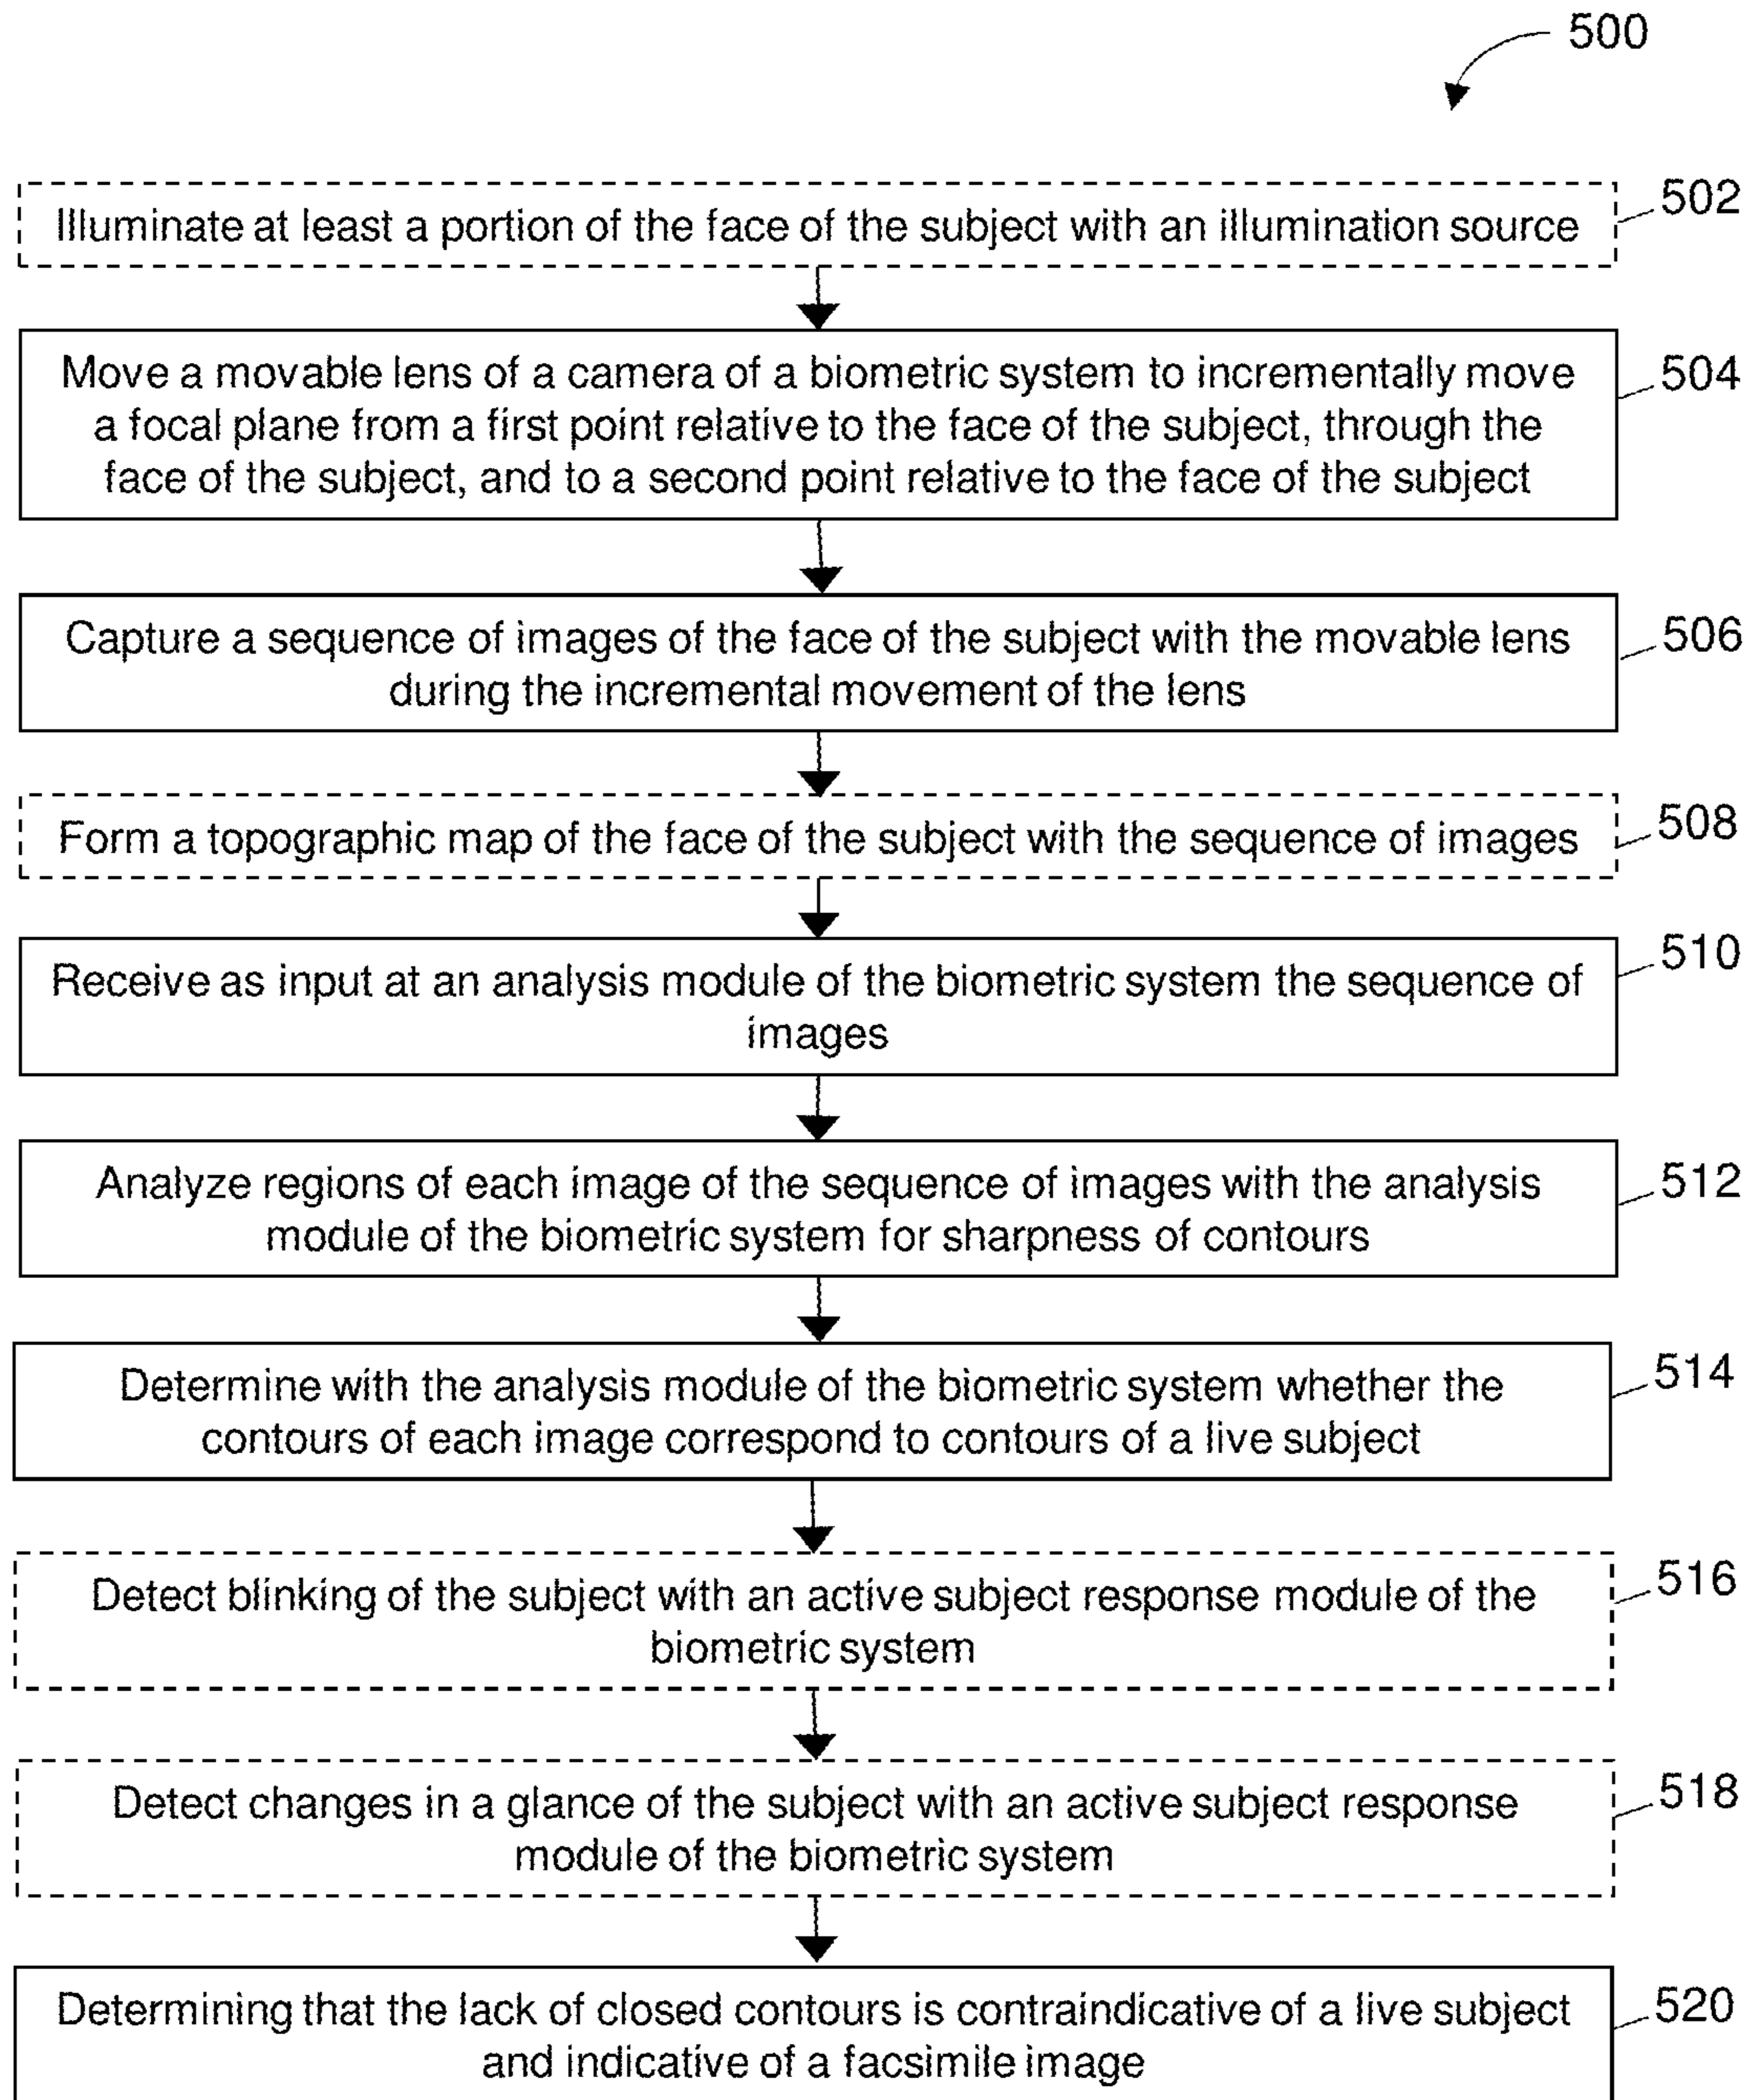 500
Illuminate at least a portion of the face of the subject with an illumination source
502
Move a movable lens of a camera of a biometric system to incrementally move
a focal plane from a first point relative to the face of the subject, through the
face of the subject, and to a second point relative to the face of the subject
504
Capture a sequence of images of the face of the subject with the movable lens
during the incremental movement of the lens
506
Form a topographic map of the face of the subject with the sequence of images
508
Receive as input at an analysis module of the biometric system the sequence of
images
510
Analyze regions of each image of the sequence of images with the analysis
module of the biometric system for sharpness of contours
512
Determine with the analysis module of the biometric system whether the
contours of each image correspond to contours of a live subject
514
Detect blinking of the subject with an active subject response module of the
biometric system
516
Detect changes in a glance of the subject with an active subject response
module of the biometric system
518
Determining that the lack of closed contours is contraindicative of a live subject
and indicative of a facsimile image
520